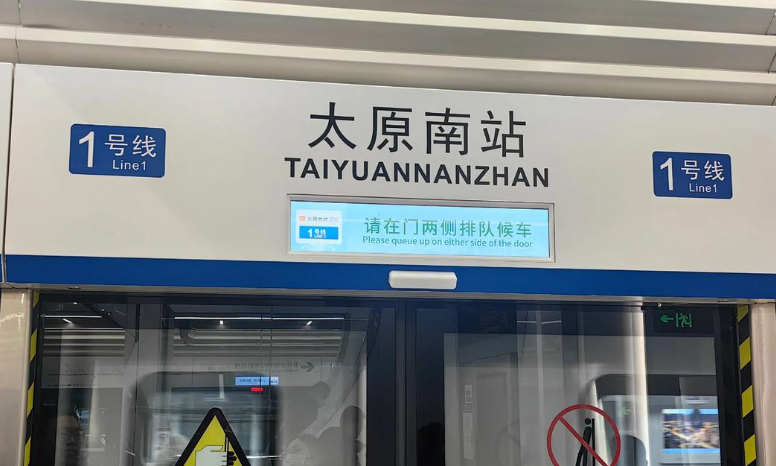 太原南站
TAIYUANNANZHAN
1号线
Line1
1号线
Line1
1号线
请在门两侧排队候车
Please queue up on either side of the door